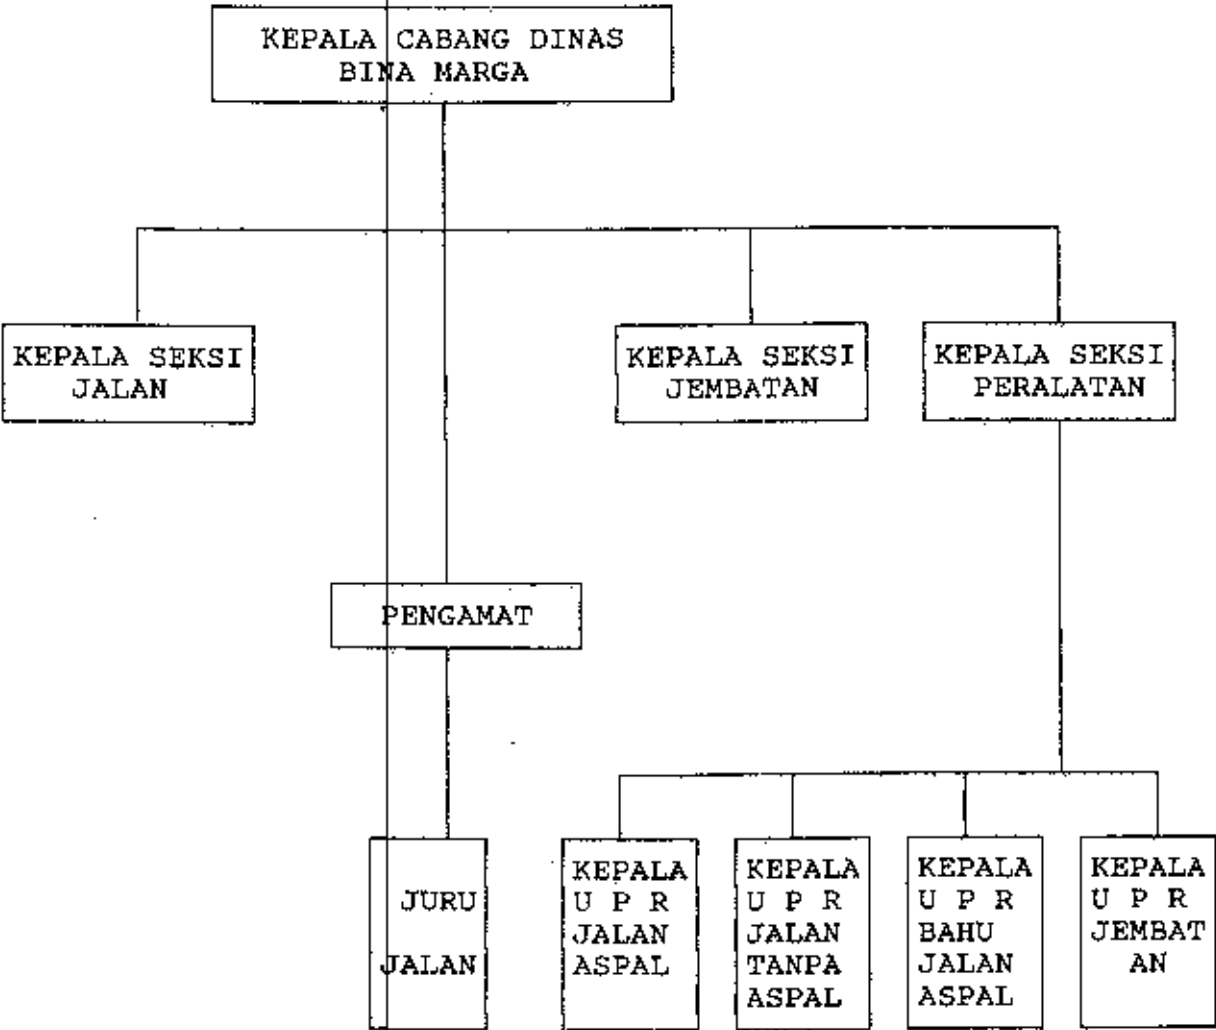 KEPALA CABANG DINAS
BINA MARGA
KEPALA SEKSI
JALAN
KEPALA SEKSI
JEMBATAN
KEPALA SEKSI
PERALATAN
PENGAMAT
JURU
JALAN
KEPALA
U P R
JALAN
ASPAL
KEPALA
U P R
JALAN
TANPA
ASPAL
KEPALA
U P R
BAHU
JALAN
ASPAL
KEPALA
U P R
JEMBAT
AN